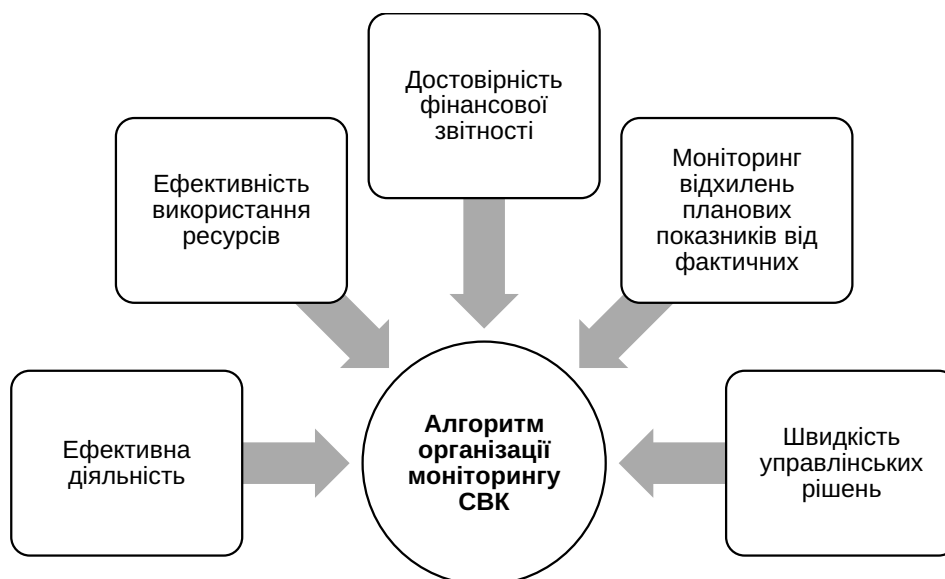 Достовірність
фінансової
звітності
Ефективність
використання
ресурсів
Моніторинг
відхилень
планових
показників від
фактичних
Ефективна
діяльність
Алгоритм
організації
моніторингу
СВК
Швидкість
управлінських
рішень